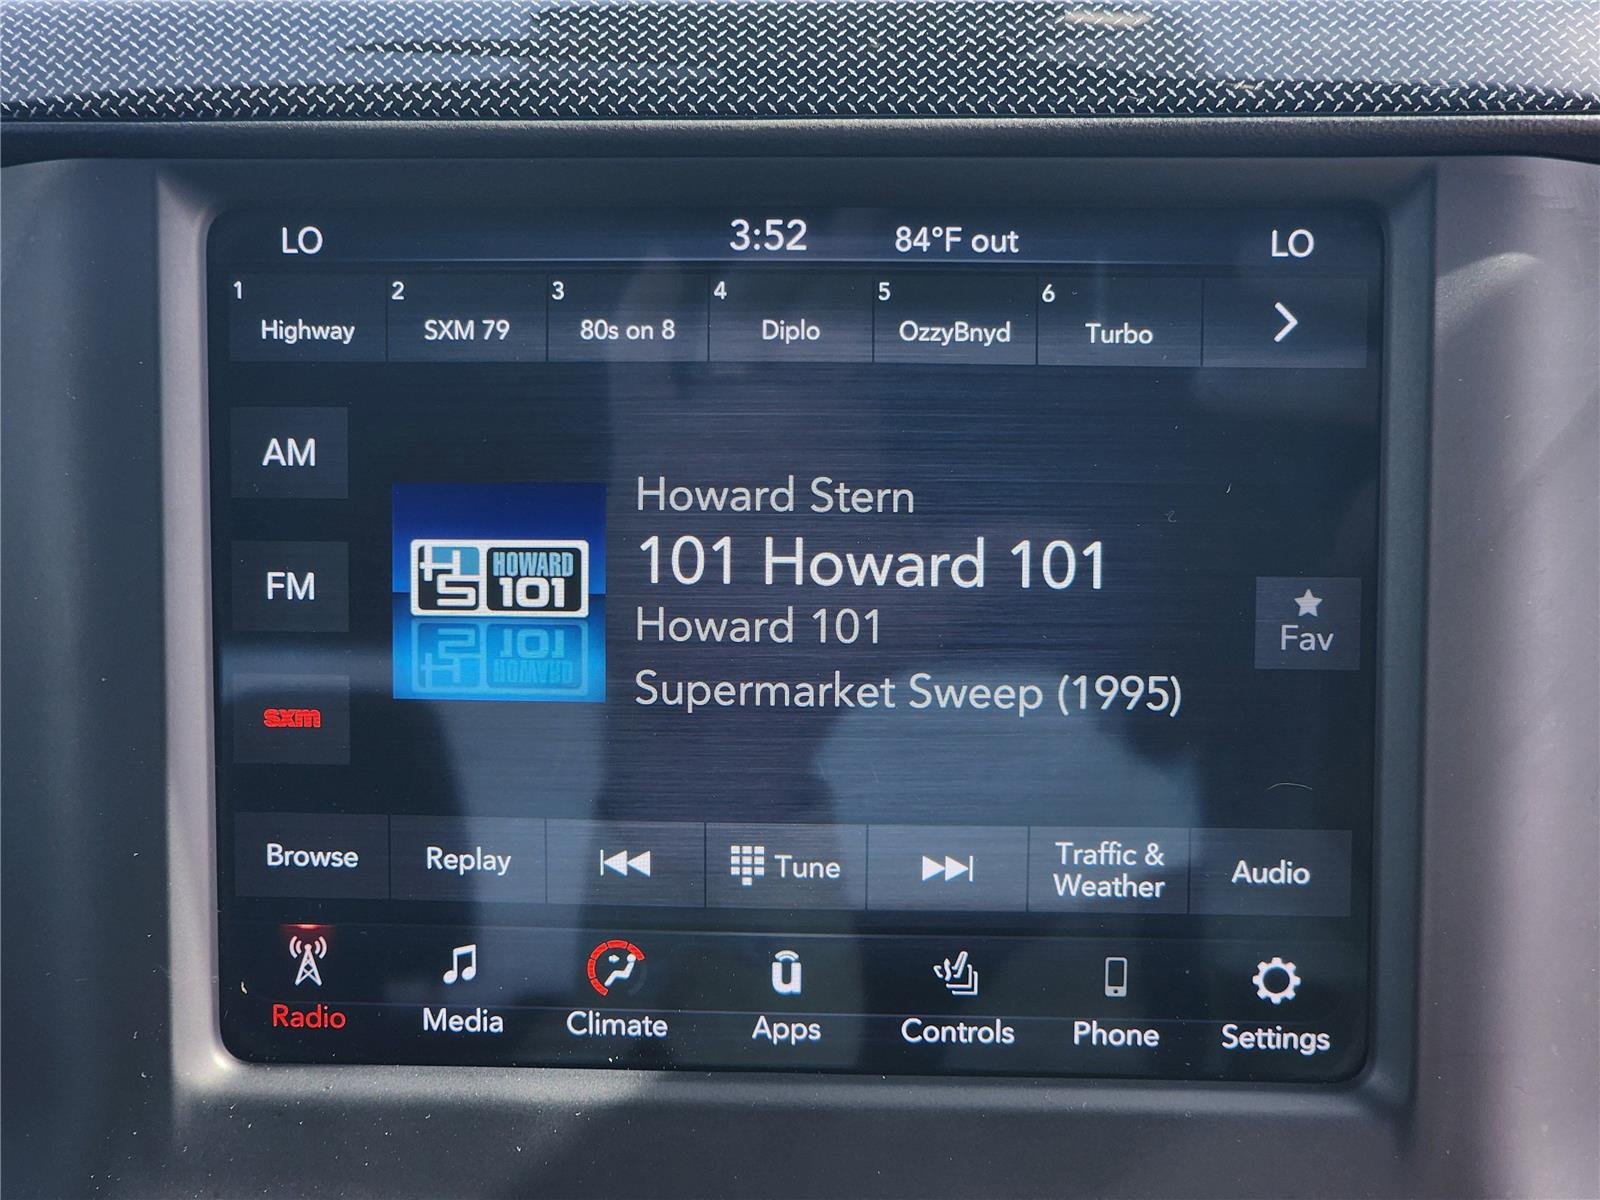 LO 3:52 84°F out LO
1 2 3 4 5 6
Highway SXM 79 80s on 8 Diplo OzzyBnyd Turbo
AM
FM
sxm
HS HOWARD
101
Howard Stern
101 Howard 101
Howard 101
Supermarket Sweep (1995)
Fav
Browse Replay Tune Traffic &
Weather Audio
Radio Media Climate Apps Controls Phone Settings